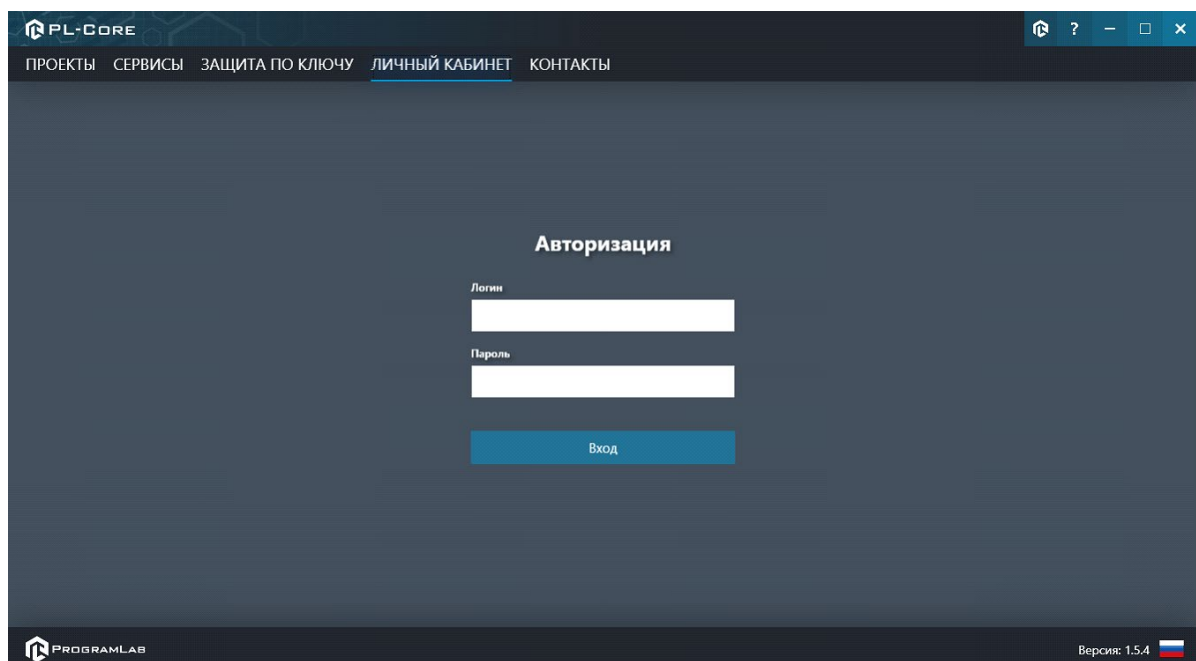 PL-CORE ?
ПРОЕКТЫ СЕРВИСЫ ЗАЩИТА ПО КЛЮЧУ ЛИЧНЫЙ КАБИНЕТ КОНТАКТЫ
Авторизация
Логин
Пароль
Вход
PROGRAMLAB Версия: 1.5.4